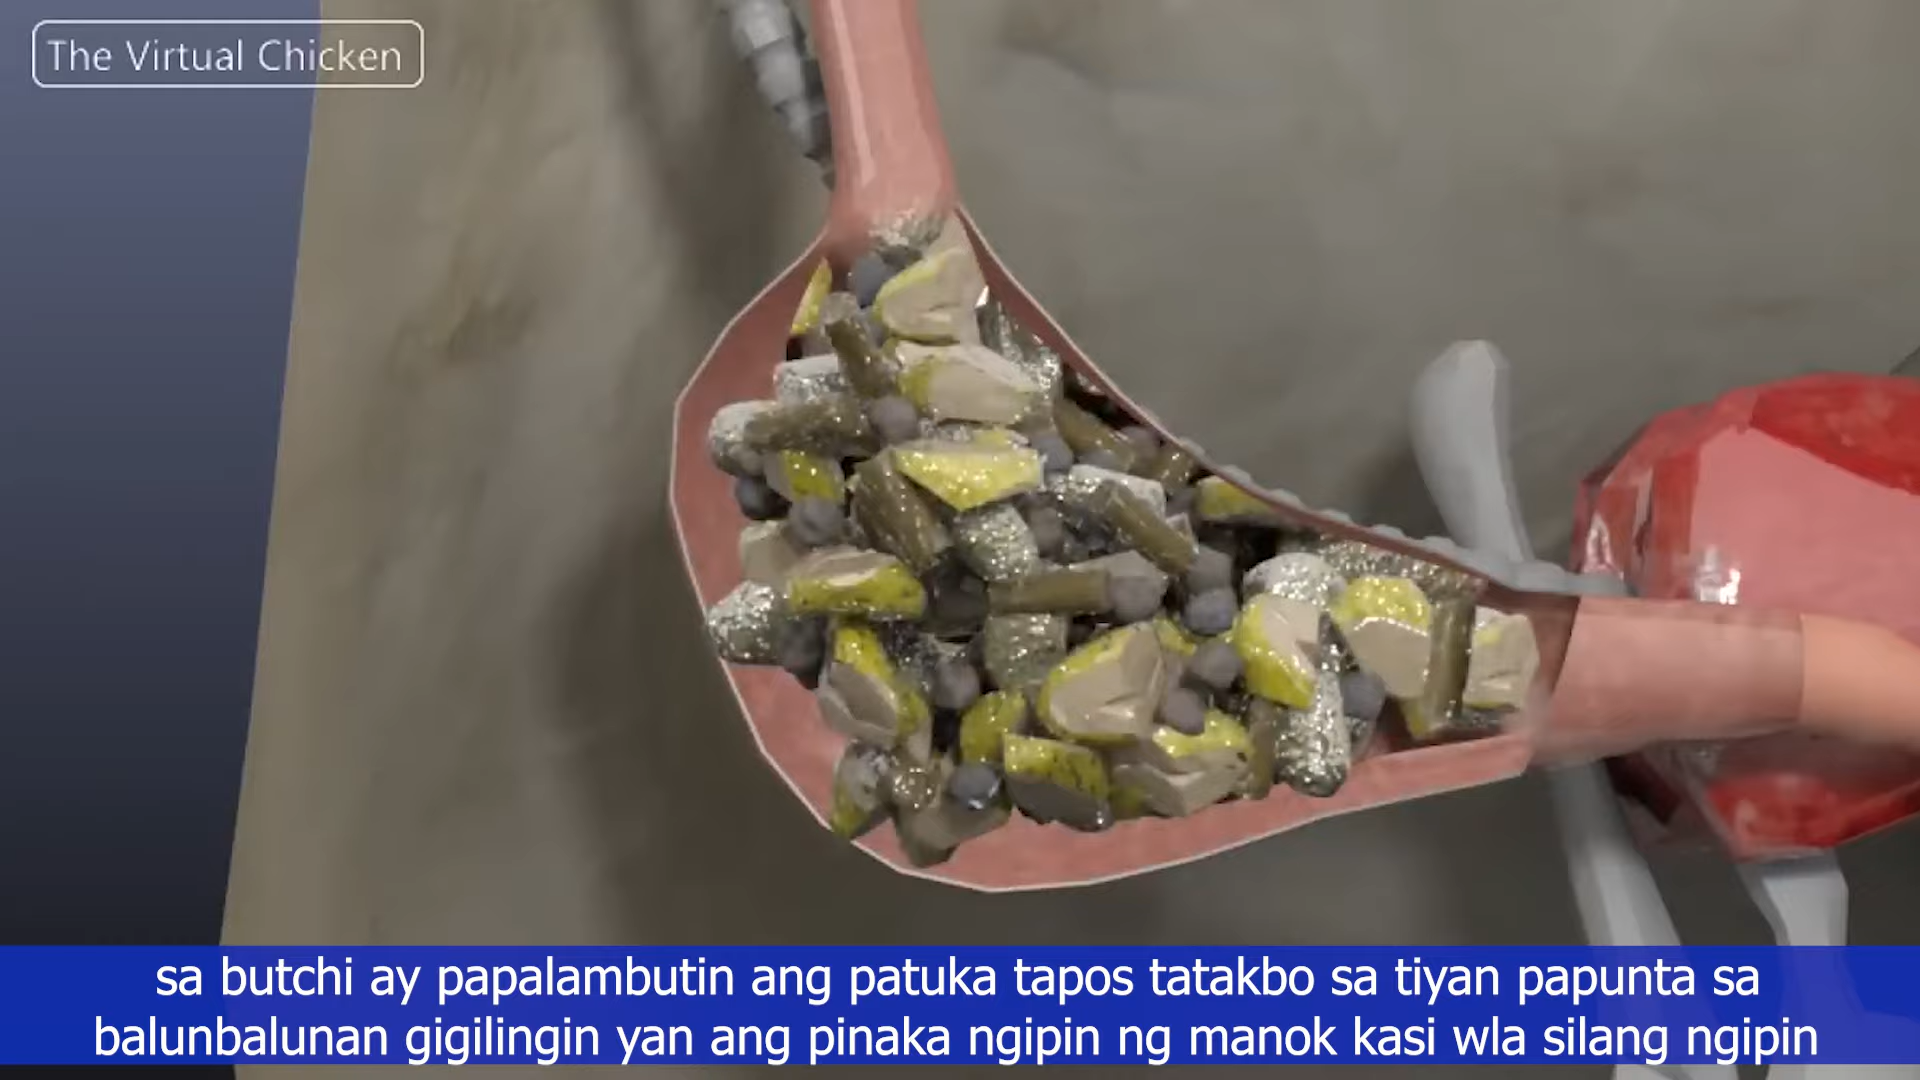 The Virtual Chicken
sa butchi ay papalambutin ang patuka tapos tatakbo sa tiyan papunta sa
balunbalunan gigilingin yan ang pinaka ngipin ng manok kasi wla silang ngipin